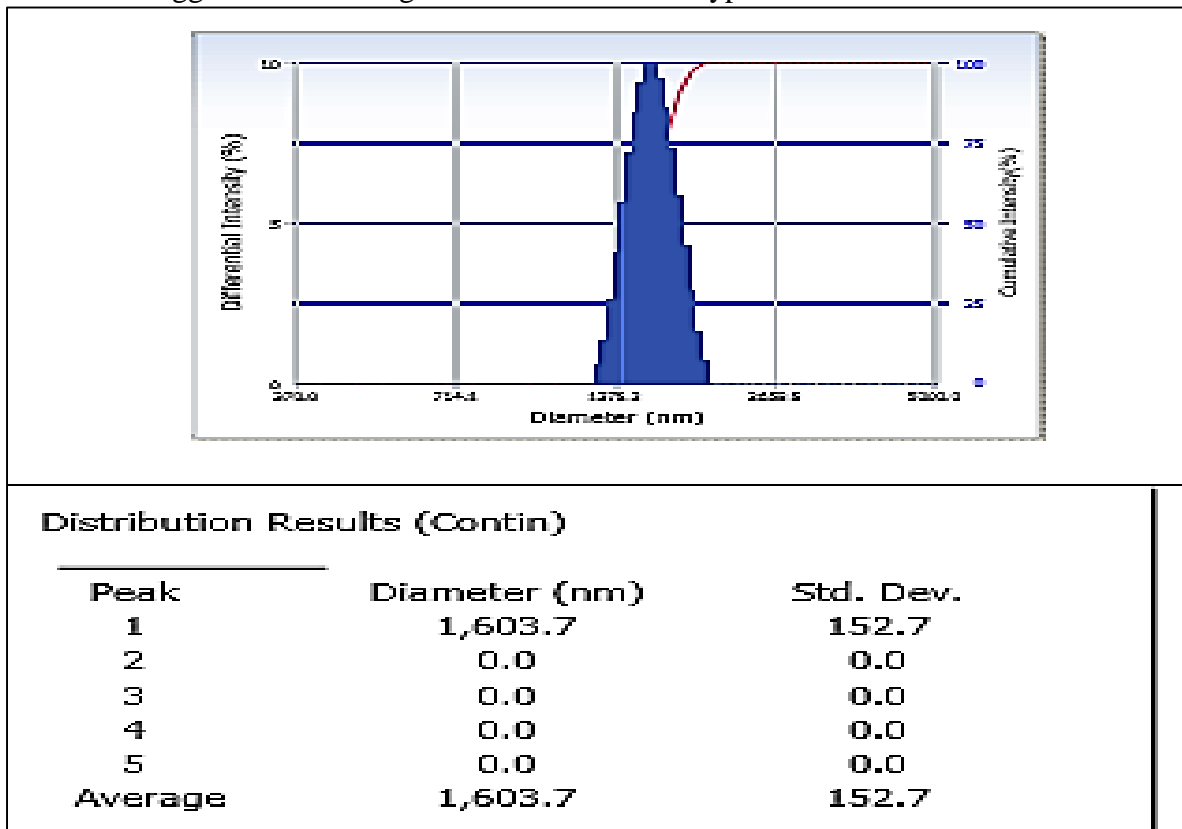 10
100
75
5
50
25
0
0
Differential Intensity (%)
Diameter (nm)
Distribution Results (Contin)
Peak Diameter (nm) Std. Dev.
1 1,603.7 152.7
2 0.0 0.0
3 0.0 0.0
4 0.0 0.0
5 0.0 0.0
Average 1,603.7 152.7